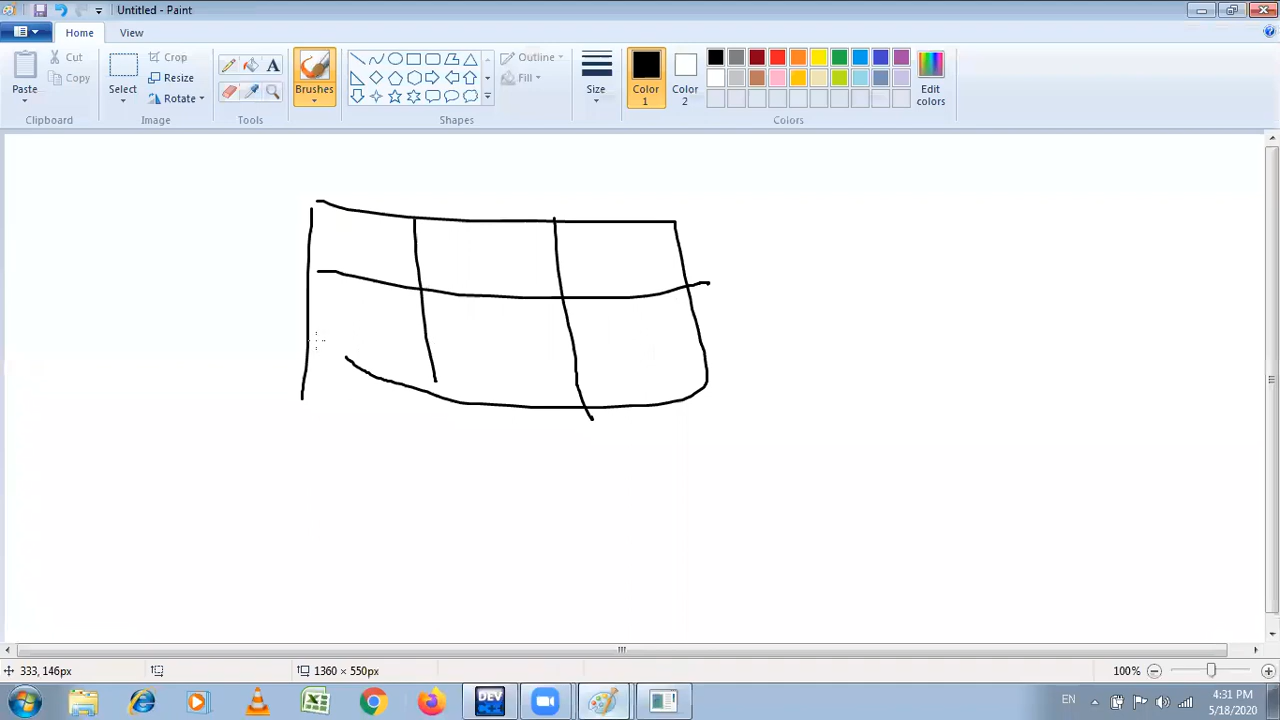 Untitled - Paint
Home
View
Paste
Cut
Copy
Clipboard
Select
Crop
Resize
Rotate
Image
A
Tools
Brushes
Outline
Fill
Shapes
Size
Color
1
Color
2
Edit
colors
Colors
333, 146px
1360 × 550px
100%
DEV
EN
4:31 PM
5/18/2020